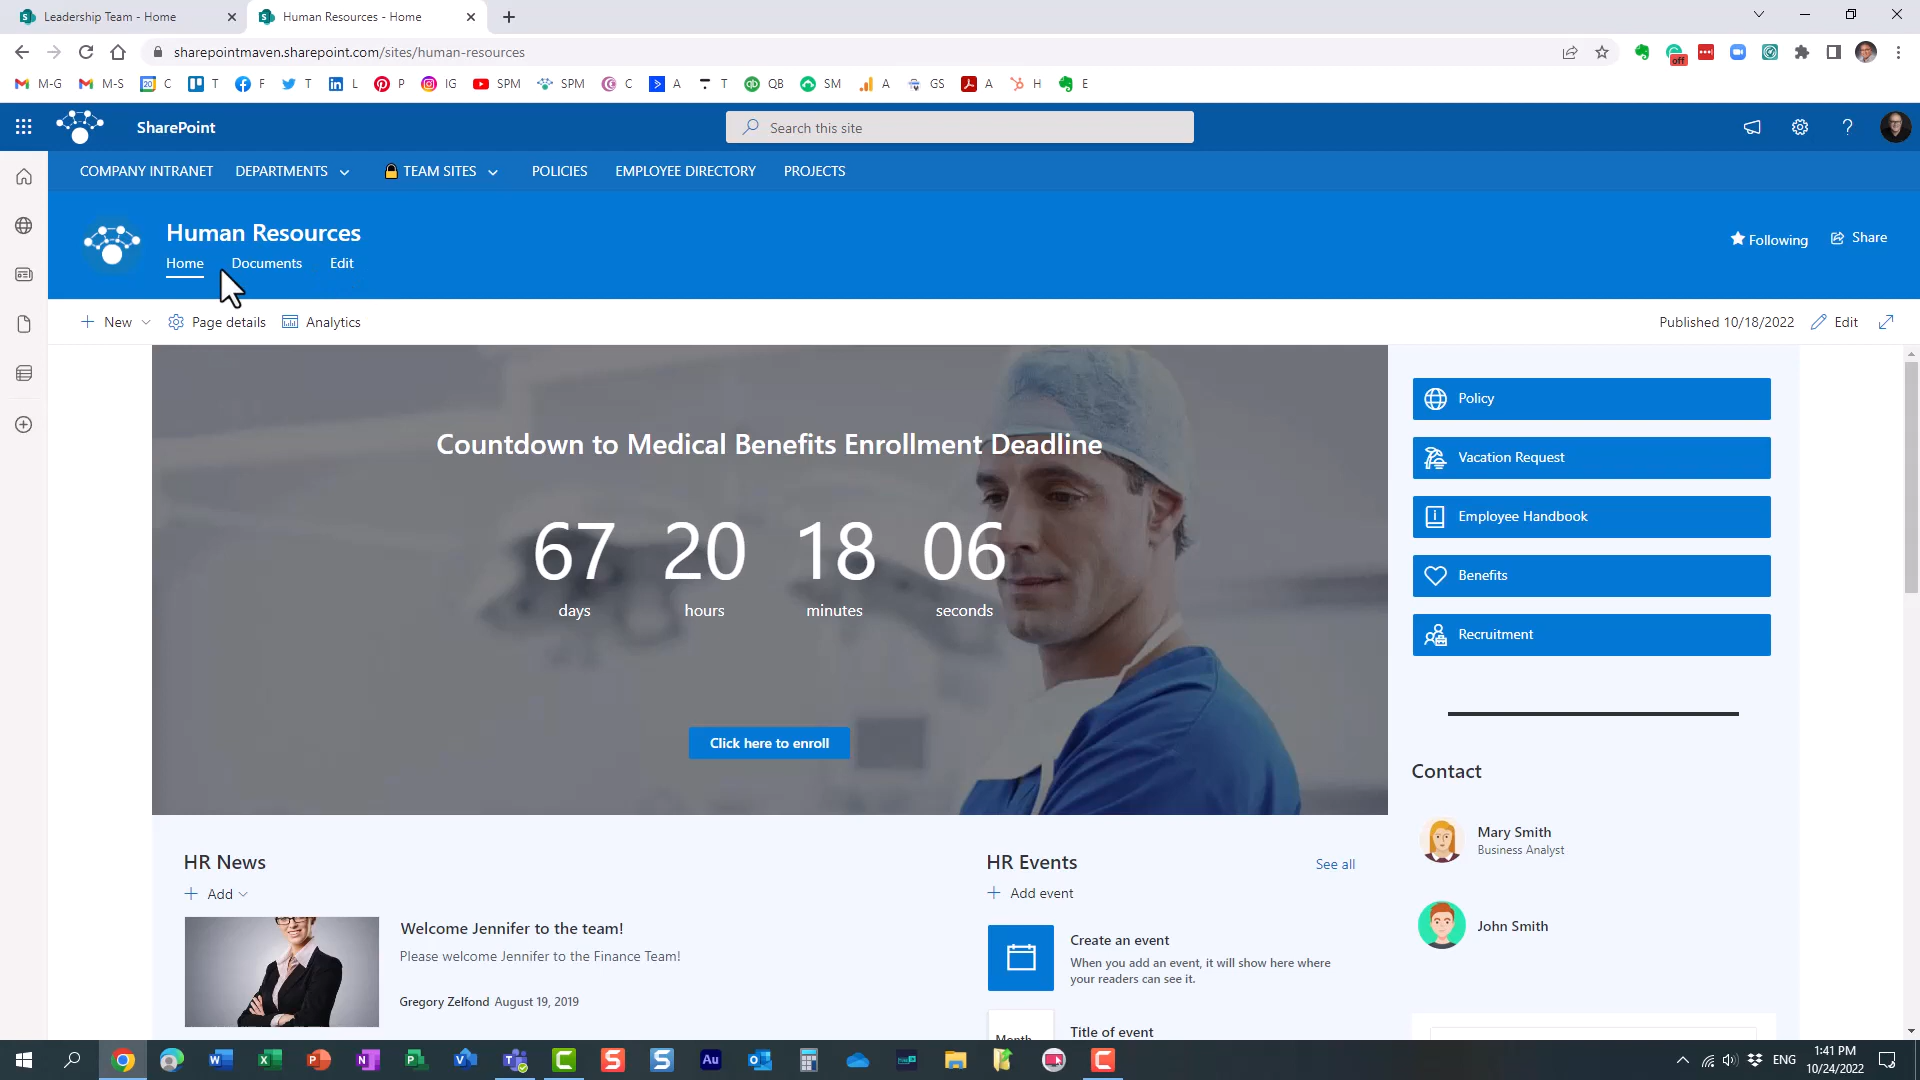 Leadership Team - Home
Human Resources - Home
sharepointmaven.sharepoint.com/sites/human-resources
off
M-G
M-S
20
C
T
F
T
L
P
IG
SPM
SPM
C
A
T
QB
SM
A
GS
A
H
E
SharePoint
Search this site
COMPANY INTRANET
DEPARTMENTS
TEAM SITES
POLICIES
EMPLOYEE DIRECTORY
PROJECTS
Human Resources
Home
Documents
Edit
Following
Share
New
Page details
Analytics
Published 10/18/2022
Edit
Countdown to Medical Benefits Enrollment Deadline
67 20 18 06
days hours minutes seconds
Click here to enroll
Policy
Vacation Request
Employee Handbook
Benefits
Recruitment
Contact
Mary Smith
Business Analyst
John Smith
HR News
Add
Welcome Jennifer to the team!
Please welcome Jennifer to the Finance Team!
Gregory Zelfond August 19, 2019
HR Events
See all
Add event
Create an event
When you add an event, it will show here where
your readers can see it.
Month
Title of event
ENG
1:41 PM
10/24/2022